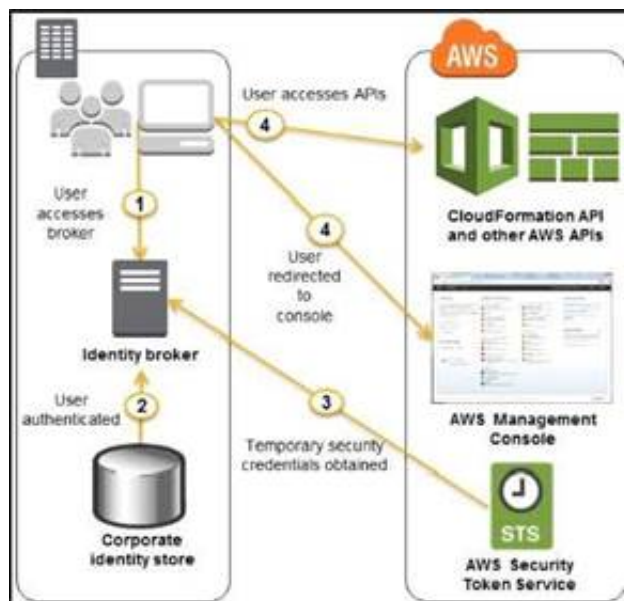 AWS
User accesses APIs
4
CloudFormation API
and other AWS APIs
User
accesses
broker
1
4
User
redirected
to
console
Identity broker
AWS Management
Console
User
authenticated
2
3
Temporary security
credentials obtained
Corporate
identity store
STS
AWS Security
Token Service